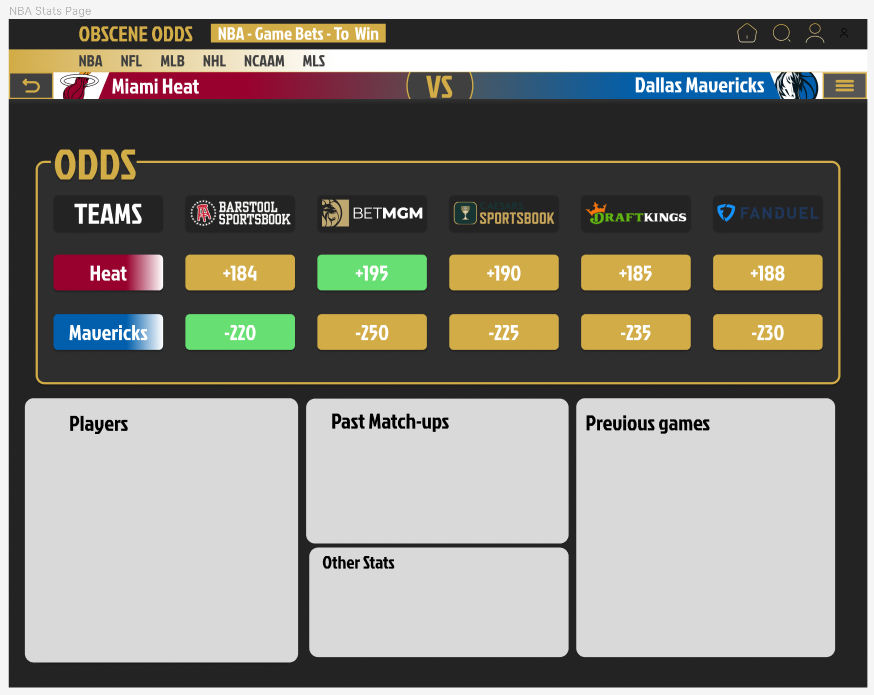 NBA Stats Page
OBSCENE ODDS NBA - Game Bets - To Win
NBA NFL MLB NHL NCAAM MLS
Miami Heat VS Dallas Mavericks
ODDS
TEAMS BARSTOOL SPORTSBOOK BETMGM CAESARS SPORTSBOOK DRAFTKINGS FANDUEL
Heat +184 +195 +190 +185 +188
Mavericks -220 -250 -225 -235 -230
Players Past Match-ups Previous games
Other Stats